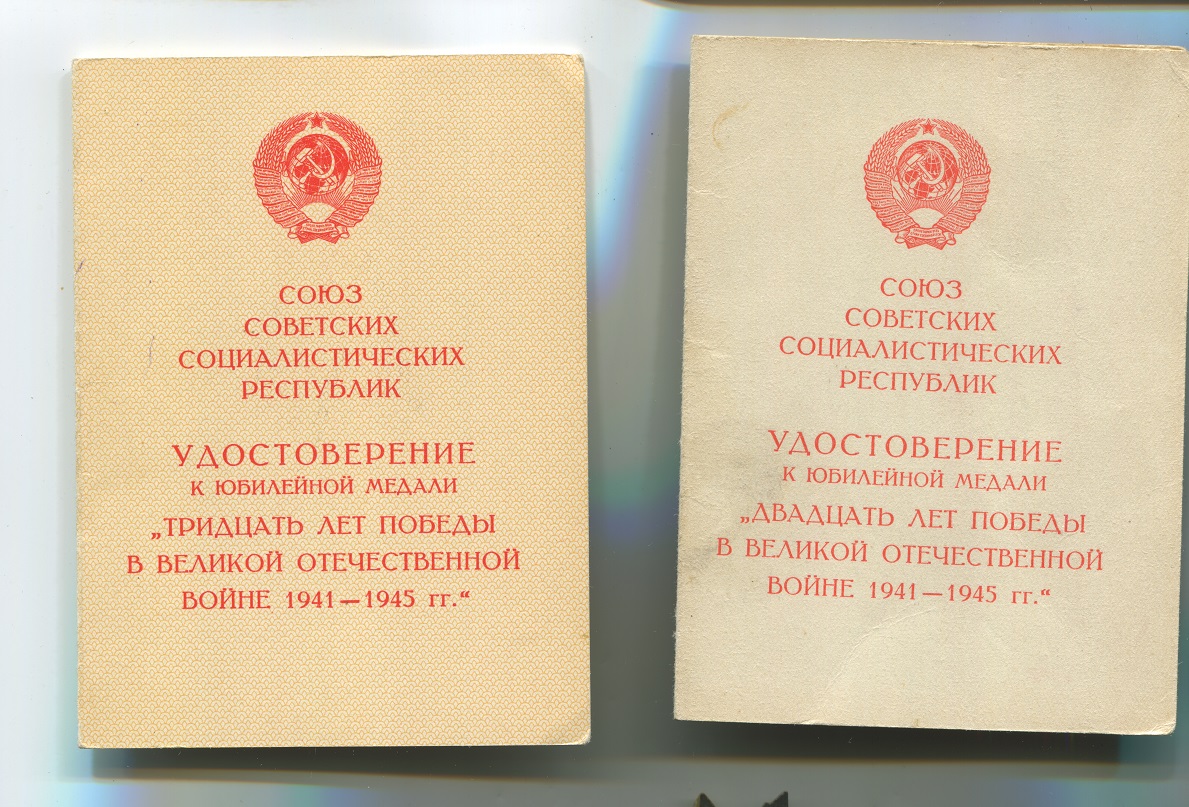 СОЮЗ
СОВЕТСКИХ
СОЦИАЛИСТИЧЕСКИХ
РЕСПУБЛИК
УДОСТОВЕРЕНИЕ
К ЮБИЛЕЙНОЙ МЕДАЛИ
„ТРИДЦАТЬ ЛЕТ ПОБЕДЫ
В ВЕЛИКОЙ ОТЕЧЕСТВЕННОЙ
ВОЙНЕ 1941—1945 гг.“
СОЮЗ
СОВЕТСКИХ
СОЦИАЛИСТИЧЕСКИХ
РЕСПУБЛИК
УДОСТОВЕРЕНИЕ
К ЮБИЛЕЙНОЙ МЕДАЛИ
„ДВАДЦАТЬ ЛЕТ ПОБЕДЫ
В ВЕЛИКОЙ ОТЕЧЕСТВЕННОЙ
ВОЙНЕ 1941—1945 гг.“